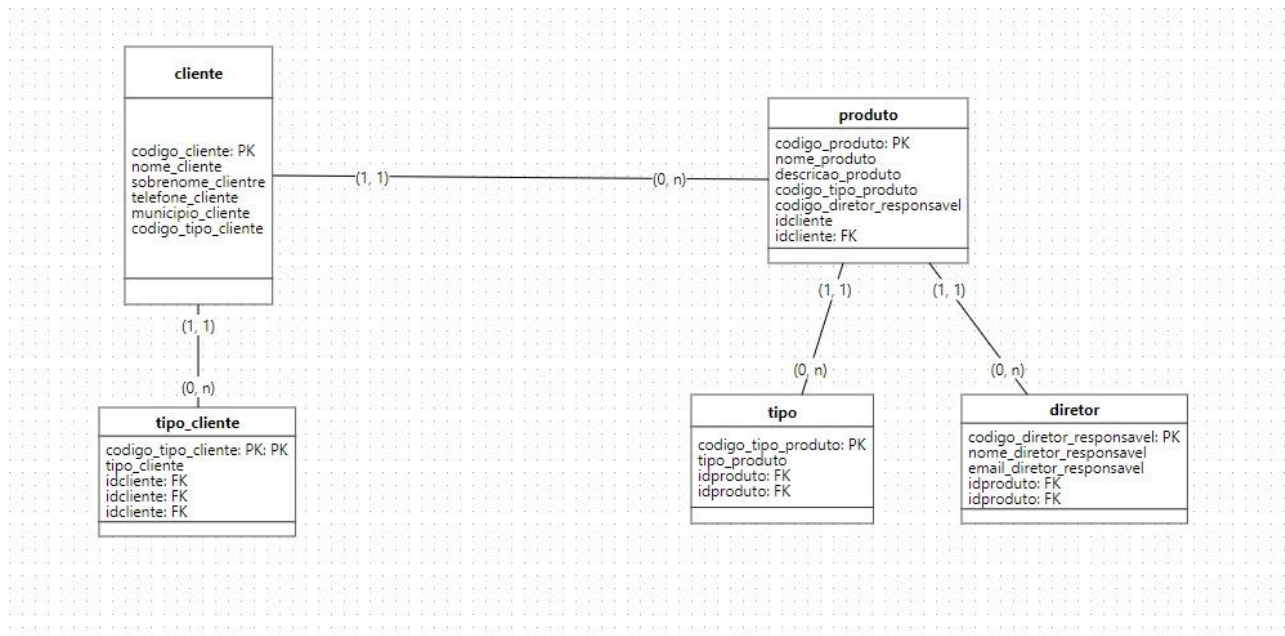 cliente
codigo_cliente: PK
nome_cliente
sobrenome_clientre
telefone_cliente
municipio_cliente
codigo_tipo_cliente
(1, 1)
(0, n)
produto
codigo_produto: PK
nome_produto
descricao_produto
codigo_tipo_produto
codigo_diretor_responsavel
idcliente
idcliente: FK
(1, 1)
(0, n)
tipo_cliente
codigo_tipo_cliente: PK: PK
tipo_cliente
idcliente: FK
idcliente: FK
idcliente: FK
(1, 1)
(0, n)
tipo
codigo_tipo_produto: PK
tipo_produto
idproduto: FK
idproduto: FK
(1, 1)
(0, n)
diretor
codigo_diretor_responsavel: PK
nome_diretor_responsavel
email_diretor_responsavel
idproduto: FK
idproduto: FK